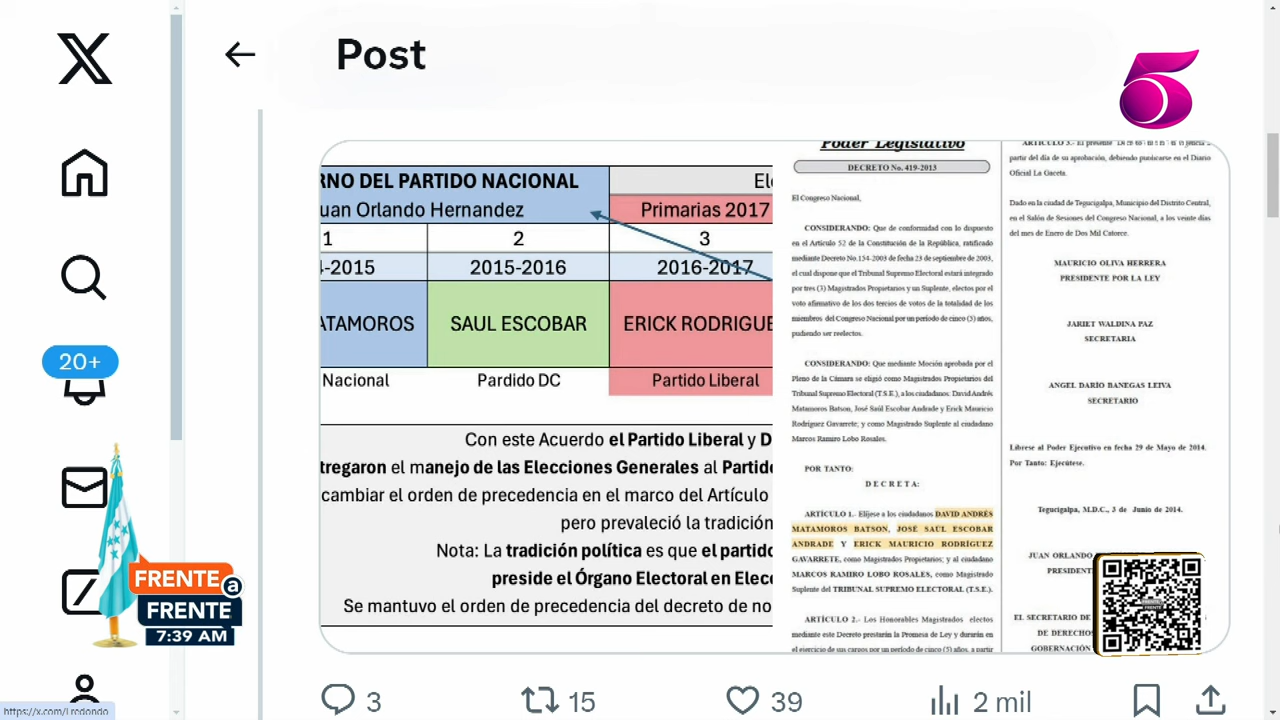 Post
5
RNO DEL PARTIDO NACIONAL
uan Orlando Hernandez
Primarias 2017
1
2
3
-2015
2015-2016
2016-2017
ATAMOROS
SAUL ESCOBAR
ERICK RODRIGUE
Nacional
Pardido DC
Partido Liberal
Con este Acuerdo el Partido Liberal y D
tregaron el manejo de las Elecciones Generales al Partid
cambiar el orden de precedencia en el marco del Artículo
pero prevaleció la tradición
Nota: La tradición política es que el partid
preside el Órgano Electoral en Elec
Se mantuvo el orden de precedencia del decreto de no
Poder Legislativo
DECRETO No. 419-2013
El Congreso Nacional,
CONSIDERANDO: Que de conformidad con lo dispuesto
en el Artículo 52 de la Constitución de la República, ratificado
mediante Decreto No.154-2003 de fecha 23 de septiembre de 2003,
el cual dispone que el Tribunal Supremo Electoral estará integrado
por tres (3) Magistrados Propietarios y un Suplente, electos por el
voto afirmativo de los dos tercios de votos de la totalidad de los
miembros del Congreso Nacional por un período de cinco (5) años,
pudiendo ser reelectos.
CONSIDERANDO: Que mediante Moción aprobada por el
Pleno de la Cámara se eligió como Magistrados Propietarios del
Tribunal Supremo Electoral (T.S.E.), a los ciudadanos: David Andrés
Matamoros Batson, José Saúl Escobar Andrade y Erick Mauricio
Rodríguez Gavarrete; y como Magistrado Suplente al ciudadano
Marcos Ramiro Lobo Rosales.
POR TANTO:
D E C R E T A:
ARTÍCULO 1.- Elíjese a los ciudadanos DAVID ANDRÉS
MATAMOROS BATSON, JOSÉ SAÚL ESCOBAR
ANDRADE Y ERICK MAURICIO RODRÍGUEZ
GAVARRETE, como Magistrados Propietarios; y al ciudadano
MARCOS RAMIRO LOBO ROSALES, como Magistrado
Suplente del TRIBUNAL SUPREMO ELECTORAL (T.S.E.).
ARTÍCULO 2.- Los Honorables Magistrados electos
mediante este Decreto prestarán la Promesa de Ley y durarán en
el ejercicio de sus cargos por un período de cinco (5) años, a partir
partir del día de su aprobación, debiendo publicarse en el Diario
Oficial La Gaceta.
Dado en la ciudad de Tegucigalpa, Municipio del Distrito Central,
en el Salón de Sesiones del Congreso Nacional, a los veinte días
del mes de Enero de Dos Mil Catorce.
MAURICIO OLIVA HERRERA
PRESIDENTE POR LA LEY
JARIET WALDINA PAZ
SECRETARIA
ANGEL DARÍO BANEGAS LEIVA
SECRETARIO
Líbrese al Poder Ejecutivo en fecha 29 de Mayo de 2014.
Por Tanto: Ejecútese.
Tegucigalpa, M.D.C., 3 de Junio de 2014.
JUAN ORLANDO
PRESIDENT
EL SECRETARIO DE
DE DERECHOS
GOBERNACIÓN
20+
FRENTE a
FRENTE
7:39 AM
3
15
39
2 mil
https://x.com/Lredondo